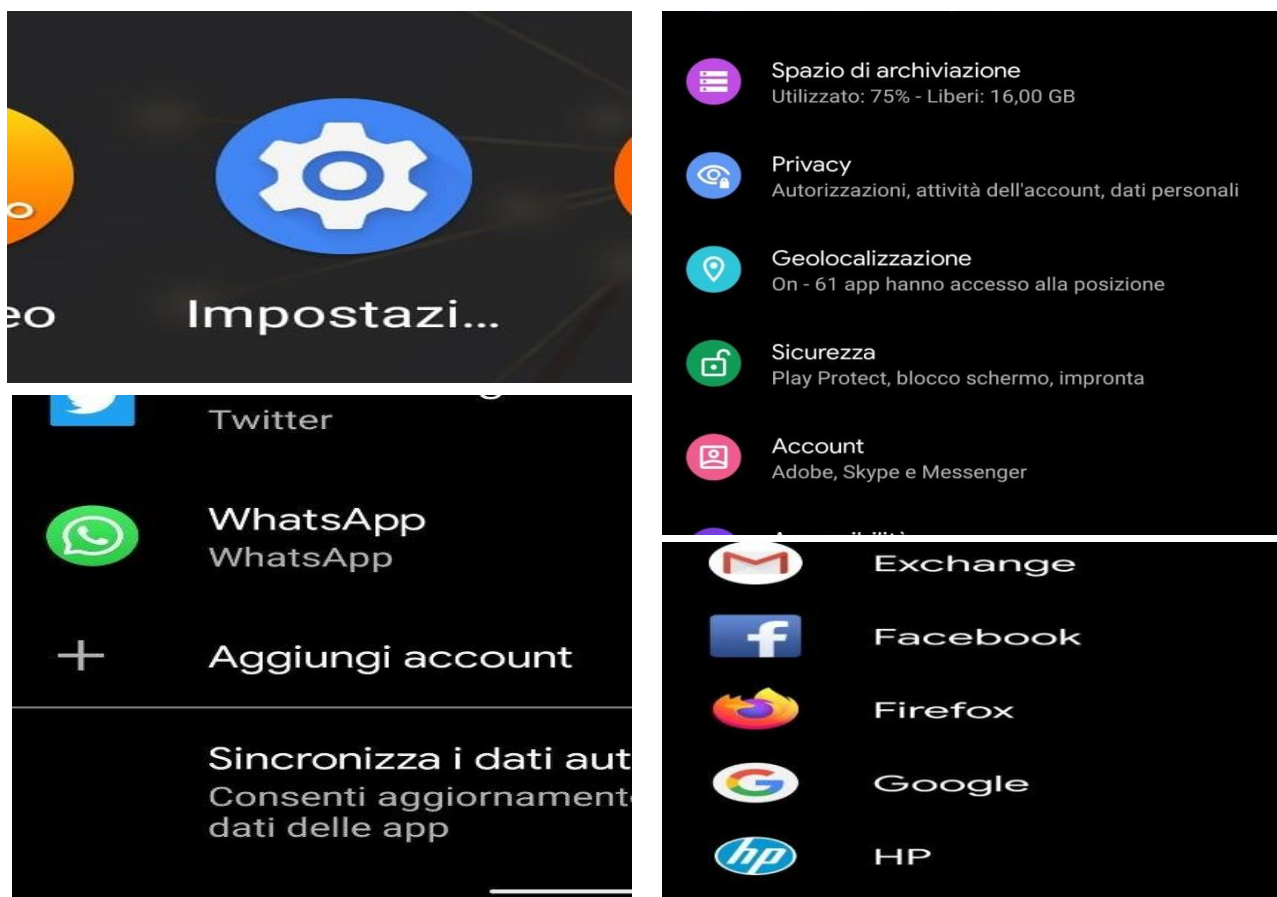 eo
Impostazi...
Spazio di archiviazione
Utilizzato: 75% - Liberi: 16,00 GB
Privacy
Autorizzazioni, attività dell'account, dati personali
Geolocalizzazione
On - 61 app hanno accesso alla posizione
Sicurezza
Play Protect, blocco schermo, impronta
Account
Adobe, Skype e Messenger
Twitter
WhatsApp
WhatsApp
Aggiungi account
Sincronizza i dati aut
Consenti aggiornament
dati delle app
Exchange
Facebook
Firefox
Google
hp HP